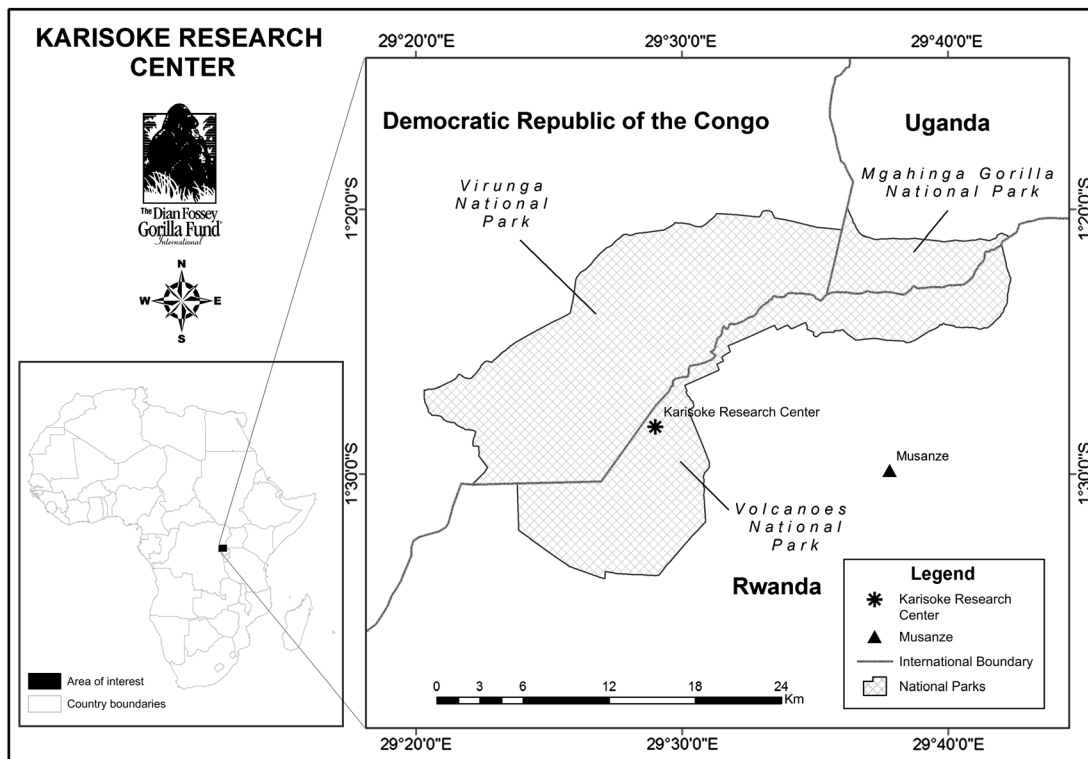 KARISOKE RESEARCH
CENTER
The Dian Fossey
Gorilla Fund
International
N
W E
S
Area of interest
Country boundaries
29°20'0"E 29°30'0"E 29°40'0"E
Democratic Republic of the Congo
Uganda
Virunga
National
Park
Mgahinga Gorilla
National Park
1°20'0"S 1°20'0"S
Karisoke Research Center
Musanze
1°30'0"S 1°30'0"S
Volcanoes
National
Park
Rwanda
Legend
Karisoke Research
Center
Musanze
International Boundary
National Parks
0 3 6 12 18 24
Km
29°20'0"E 29°30'0"E 29°40'0"E